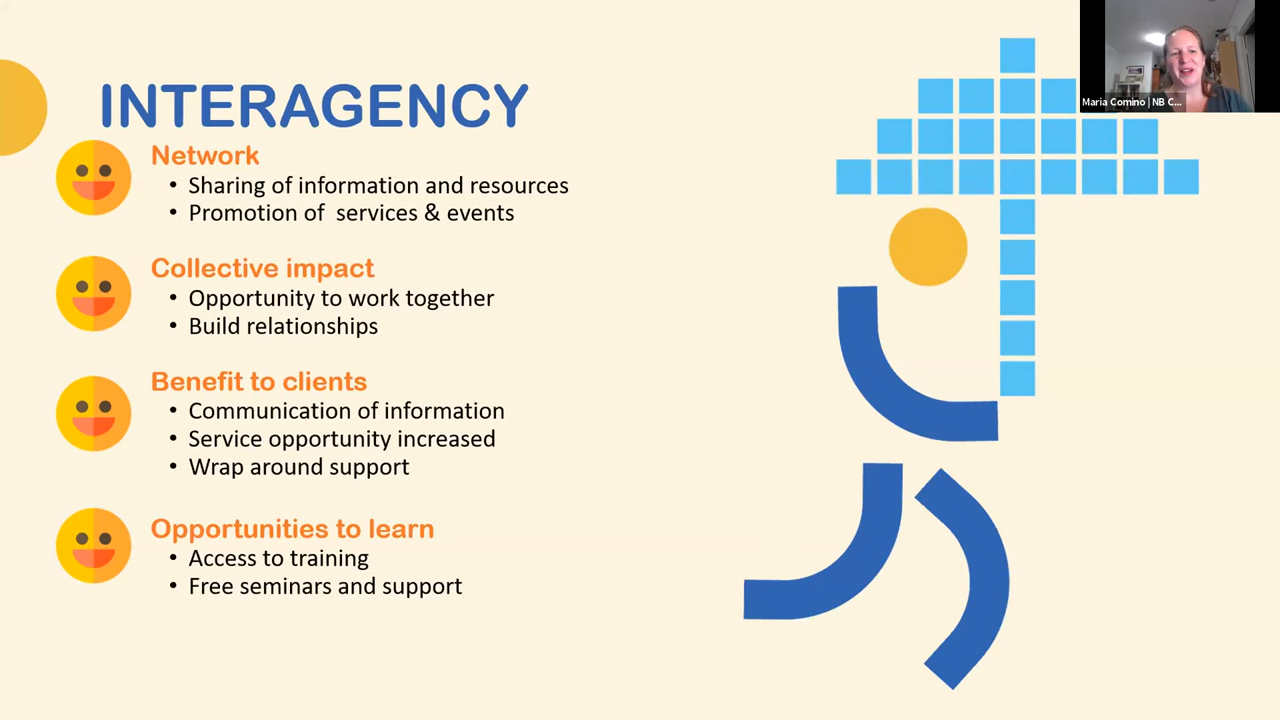 INTERAGENCY
Network
• Sharing of information and resources
• Promotion of services & events
Collective impact
• Opportunity to work together
• Build relationships
Benefit to clients
• Communication of information
• Service opportunity increased
• Wrap around support
Opportunities to learn
• Access to training
• Free seminars and support
Maria Comino | NB C...